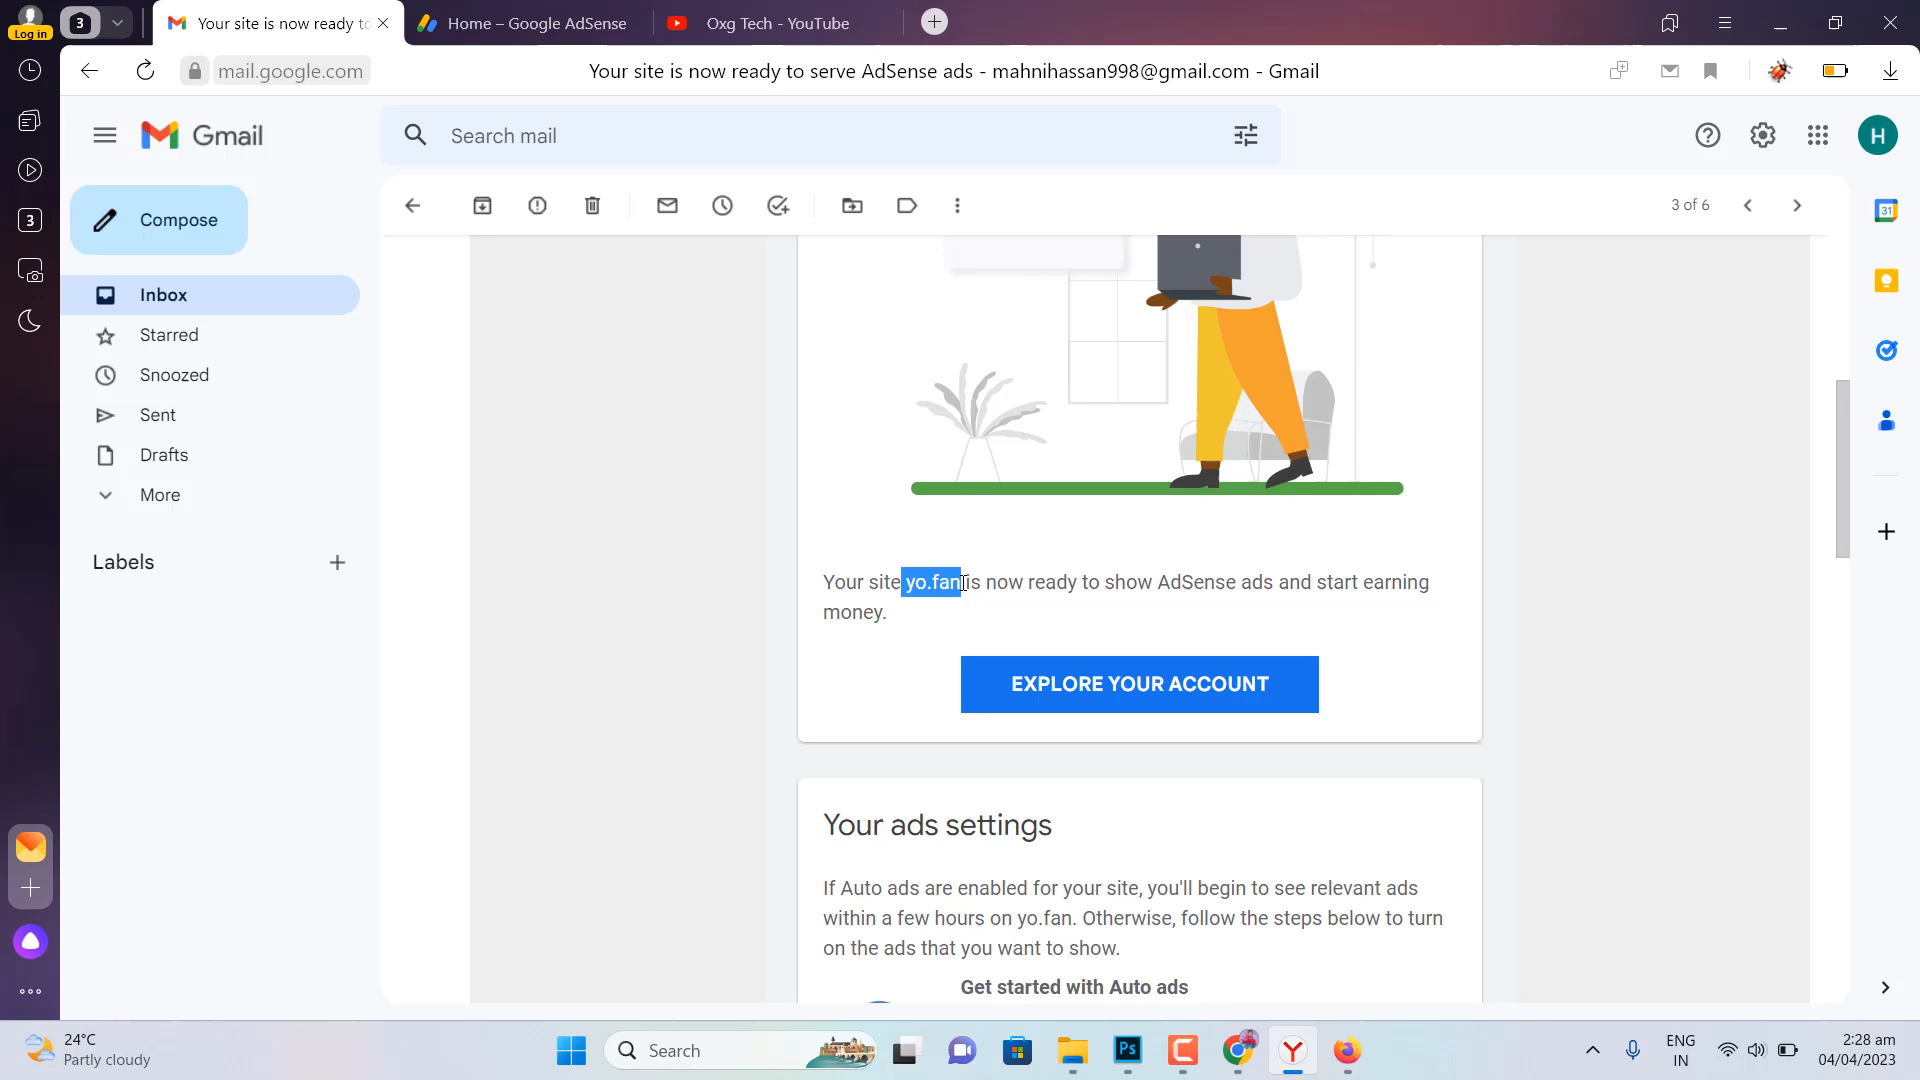 Log in
3
Your site is now ready to
Home – Google AdSense
Oxg Tech - YouTube
mail.google.com
Your site is now ready to serve AdSense ads - mahnihassan998@gmail.com - Gmail
Gmail
Search mail
H
Compose
3 of 6
31
3
Inbox
Starred
Snoozed
Sent
Drafts
More
Labels
Your site yo.fan is now ready to show AdSense ads and start earning
money.
EXPLORE YOUR ACCOUNT
Your ads settings
If Auto ads are enabled for your site, you'll begin to see relevant ads
within a few hours on yo.fan. Otherwise, follow the steps below to turn
on the ads that you want to show.
Get started with Auto ads
24°C
Partly cloudy
Search
Ps
ENG
IN
2:28 am
04/04/2023